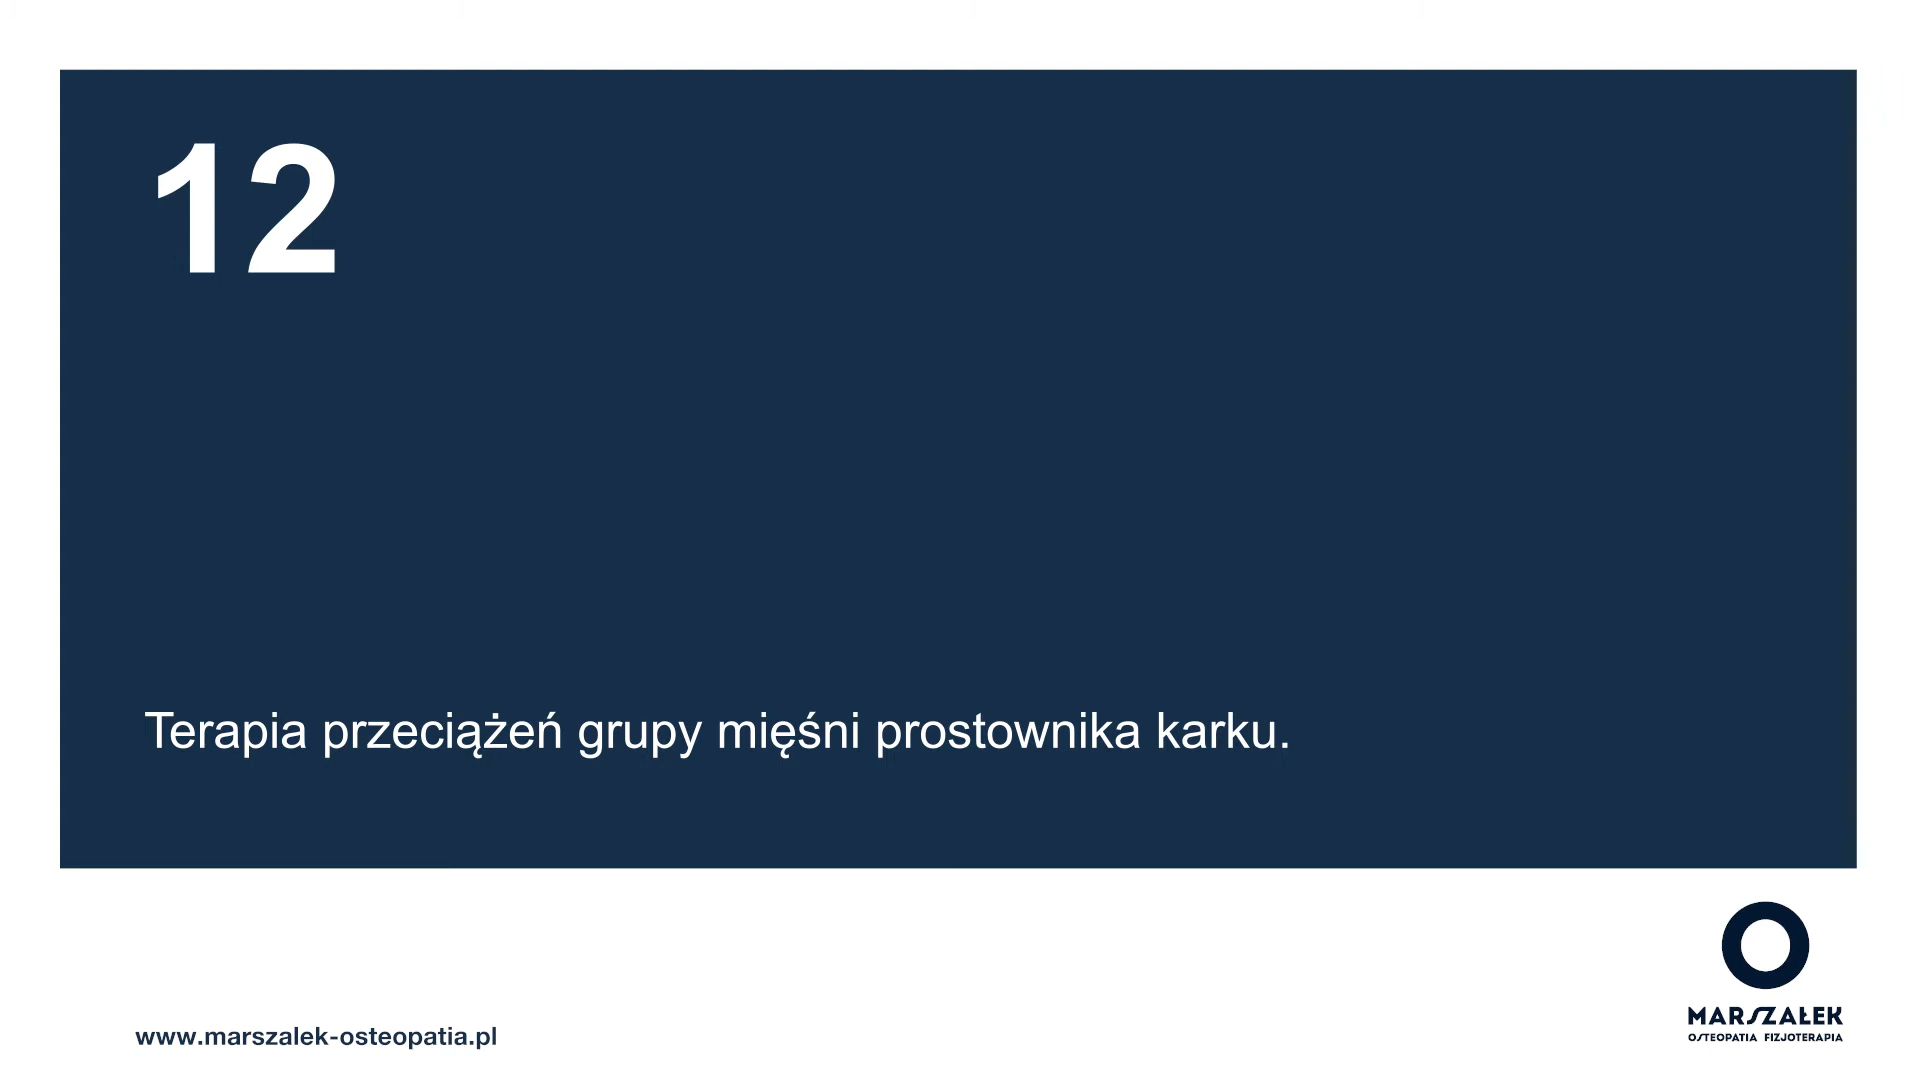 12
Terapia przeciążeń grupy mięśni prostownika karku.
www.marszalek-osteopatia.pl
MARSZAŁEK
OSTEOPATIA FIZJOTERAPIA